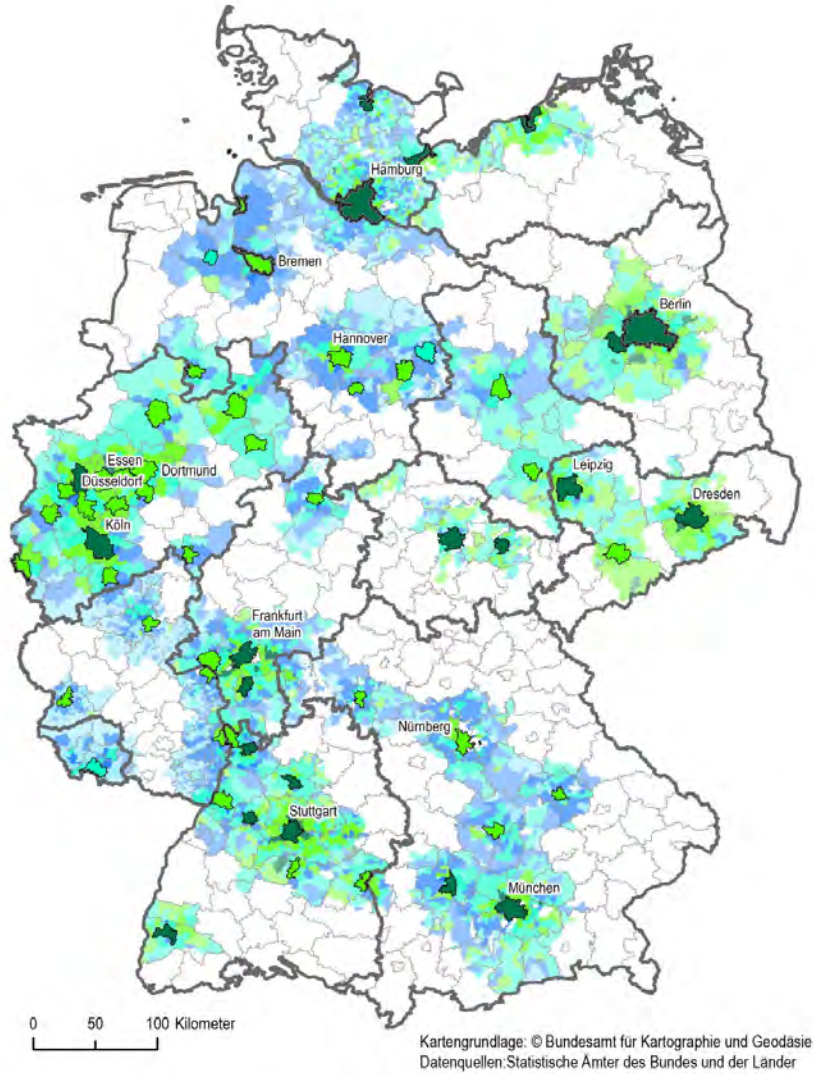 Hamburg
Bremen
Berlin
Hannover
Essen
Dortmund
Düsseldorf
Leipzig
Dresden
Köln
Frankfurt
am Main
Nürnberg
Stuttgart
München
0 50 100 Kilometer
Kartengrundlage: © Bundesamt für Kartographie und Geodäsie
Datenquellen:Statistische Ämter des Bundes und der Länder